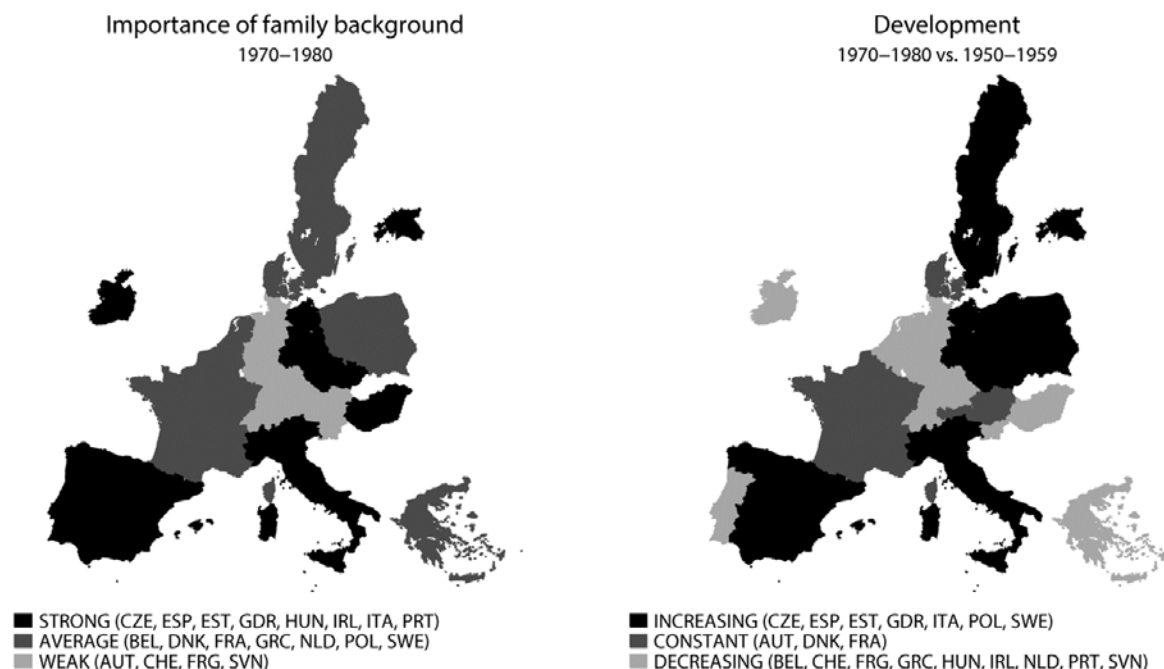 Importance of family background
1970–1980
STRONG (CZE, ESP, EST, GDR, HUN, IRL, ITA, PRT)
AVERAGE (BEL, DNK, FRA, GRC, NLD, POL, SWE)
WEAK (AUT, CHE, FRG, SVN)
Development
1970–1980 vs. 1950–1959
INCREASING (CZE, ESP, EST, GDR, ITA, POL, SWE)
CONSTANT (AUT, DNK, FRA)
DECREASING (BEL, CHE, FRG, GRC, HUN, IRL, NLD, PRT, SVN)